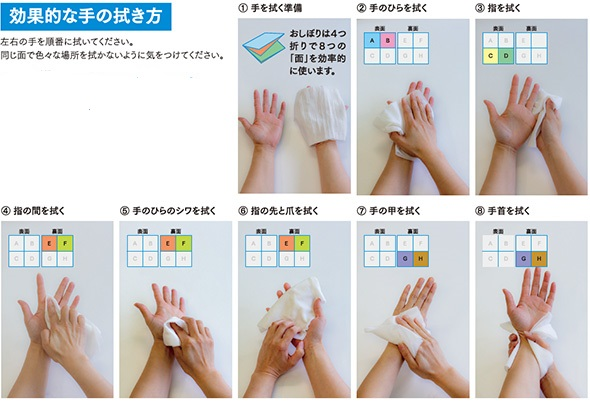 効果的な手の拭き方
左右の手を順番に拭いてください。
同じ面で色々な場所を拭かないように気をつけてください。
① 手を拭く準備
おしぼりは4つ
折りで8つの
「面」を効率的
に使います。
② 手のひらを拭く
表面 裏面
A B E F
C D G H
③ 指を拭く
表面 裏面
A B E F
C D G H
④ 指の間を拭く
表面 裏面
A B E F
C D G H
⑤ 手のひらのシワを拭く
表面 裏面
A B E F
C D G H
⑥ 指の先と爪を拭く
表面 裏面
A B E F
C D G H
⑦ 手の甲を拭く
表面 裏面
A B E F
C D G H
⑧ 手首を拭く
表面 裏面
A B E F
C D G H